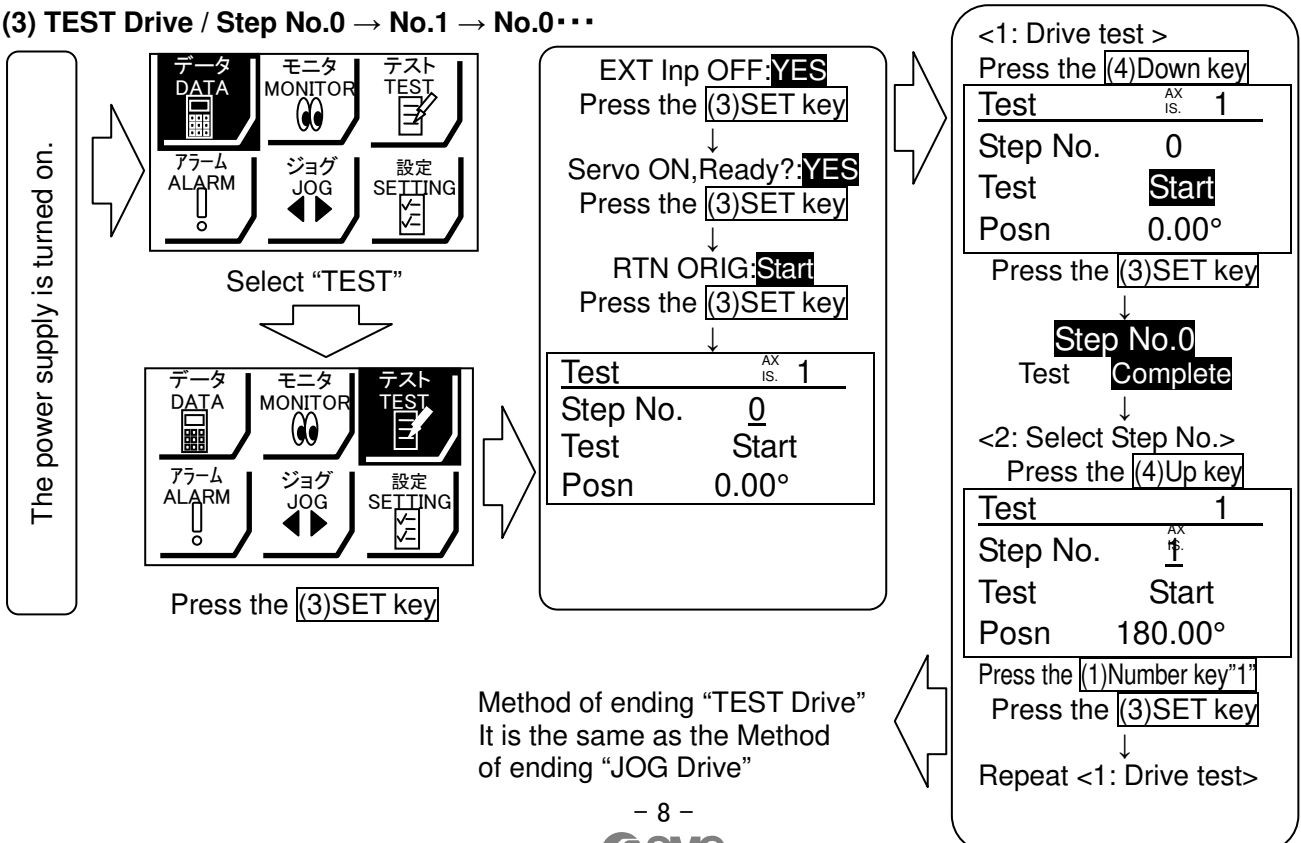 (3) TEST Drive / Step No.0 → No.1 → No.0･･･
The power supply is turned on.
データ
DATA
モニタ
MONITOR
テスト
TEST
アラーム
ALARM
ジョグ
JOG
設定
SETTING
Select “TEST”
データ
DATA
モニタ
MONITOR
テスト
TEST
アラーム
ALARM
ジョグ
JOG
設定
SETTING
Press the (3)SET key
EXT Inp OFF:YES
Press the (3)SET key
↓
Servo ON,Ready?:YES
Press the (3)SET key
↓
RTN ORIG:Start
Press the (3)SET key
↓
Test AX IS. 1
Step No. 0
Test Start
Posn 0.00°
<1: Drive test >
Press the (4)Down key
Test AX IS. 1
Step No. 0
Test Start
Posn 0.00°
Press the (3)SET key
↓
Step No.0
Test Complete
↓
<2: Select Step No.>
Press the (4)Up key
Test 1
AX IS.
Step No. 1
Test Start
Posn 180.00°
Press the (1)Number key”1”
Press the (3)SET key
↓
Repeat <1: Drive test>
Method of ending “TEST Drive”
It is the same as the Method
of ending “JOG Drive”
− 8 −